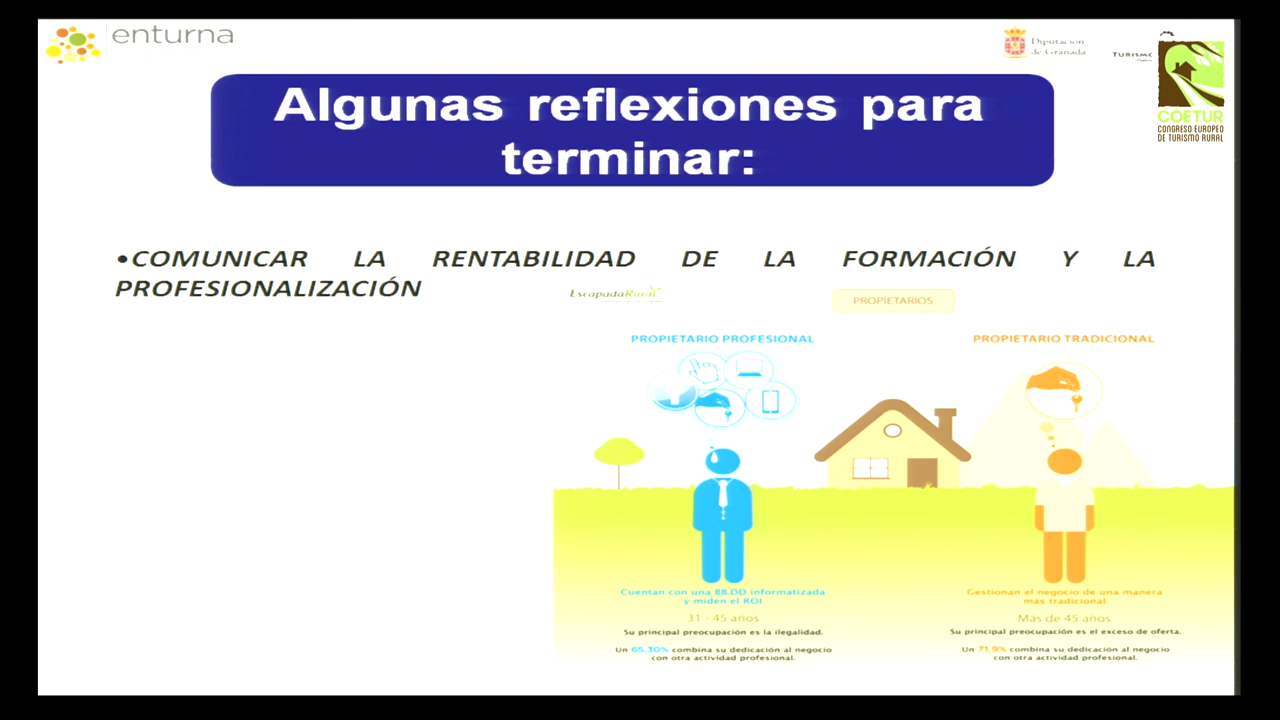 enturna
Diputación
de Granada
TURISMO
COETUR
CONGRESO EUROPEO
DE TURISMO RURAL
Algunas reflexiones para
terminar:
•COMUNICAR LA RENTABILIDAD DE LA FORMACIÓN Y LA
PROFESIONALIZACIÓN
EscapadaRural
PROPIETARIOS
PROPIETARIO PROFESIONAL
PROPIETARIO TRADICIONAL
Cuentan con una BB.DD informatizada
y miden el ROI
31 - 45 años
Su principal preocupación es la ilegalidad.
Un 65,30% combina su dedicación al negocio
con otra actividad profesional.
Gestionan el negocio de una manera
más tradicional
Más de 45 años
Su principal preocupación es el exceso de oferta.
Un 71,9% combina su dedicación al negocio
con otra actividad profesional.